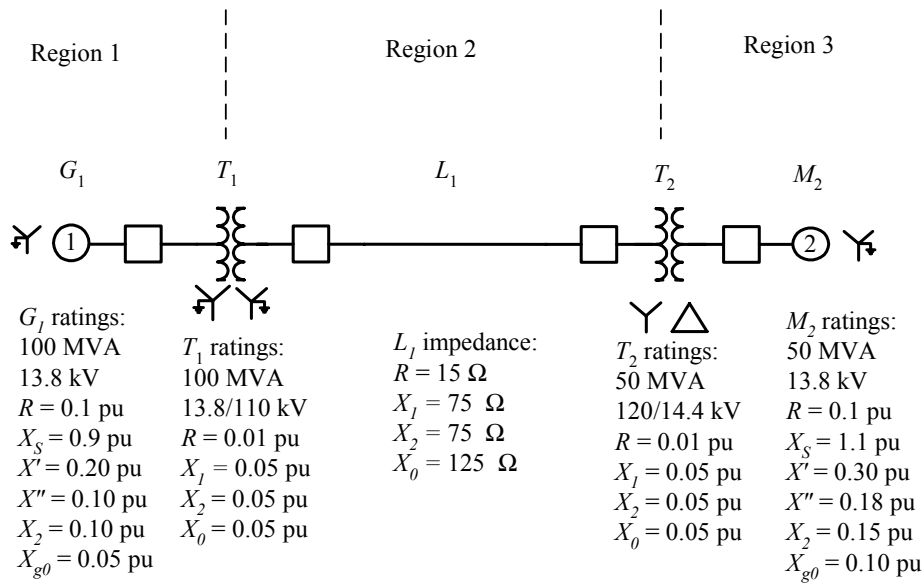 Region 1
Region 2
Region 3
G1
T1
L1
T2
M2
1
2
G1 ratings:
100 MVA
13.8 kV
R = 0.1 pu
XS = 0.9 pu
X' = 0.20 pu
X" = 0.10 pu
X2 = 0.10 pu
Xg0 = 0.05 pu
T1 ratings:
100 MVA
13.8/110 kV
R = 0.01 pu
X1 = 0.05 pu
X2 = 0.05 pu
X0 = 0.05 pu
L1 impedance:
R = 15 Ω
X1 = 75 Ω
X2 = 75 Ω
X0 = 125 Ω
T2 ratings:
50 MVA
120/14.4 kV
R = 0.01 pu
X1 = 0.05 pu
X2 = 0.05 pu
X0 = 0.05 pu
M2 ratings:
50 MVA
13.8 kV
R = 0.1 pu
XS = 1.1 pu
X' = 0.30 pu
X" = 0.18 pu
X2 = 0.15 pu
Xg0 = 0.10 pu